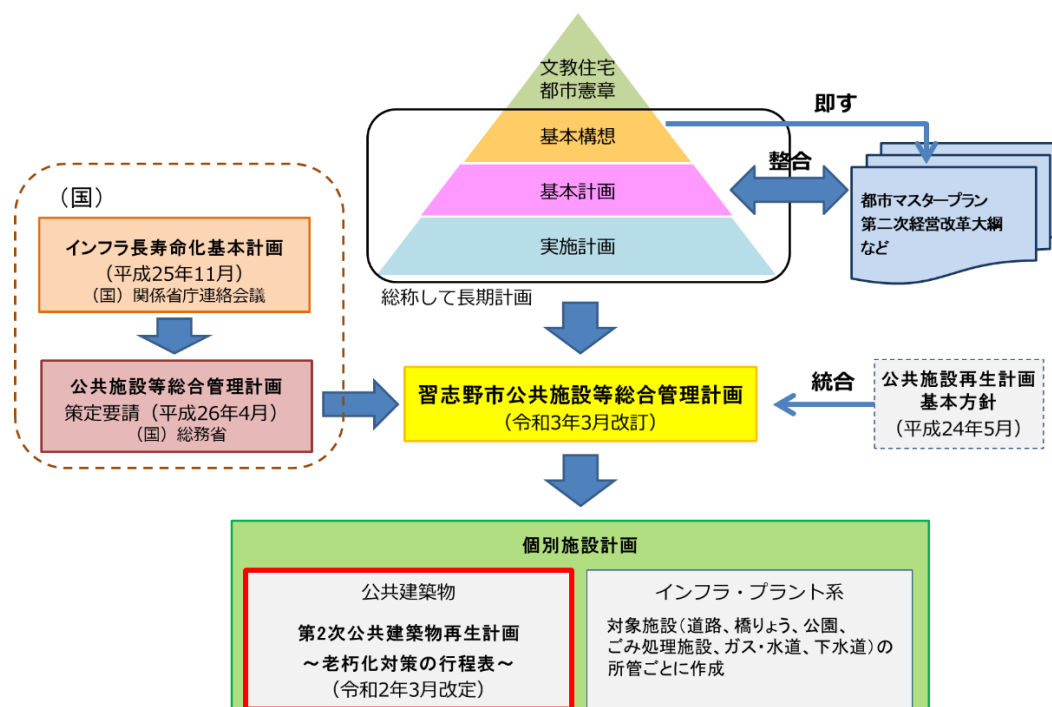 文教住宅
都市憲章
基本構想
基本計画
実施計画
総称して長期計画
即す
整合
都市マスタープラン
第二次経営改革大綱
など
（国）
インフラ長寿命化基本計画
（平成25年11月）
（国）関係省庁連絡会議
公共施設等総合管理計画
策定要請（平成26年4月）
（国）総務省
習志野市公共施設等総合管理計画
（令和3年3月改訂）
統合
公共施設再生計画
基本方針
（平成24年5月）
個別施設計画
公共建築物
第2次公共建築物再生計画
～老朽化対策の行程表～
（令和2年3月改定）
インフラ・プラント系
対象施設（道路、橋りょう、公園、
ごみ処理施設、ガス・水道、下水道）の
所管ごとに作成